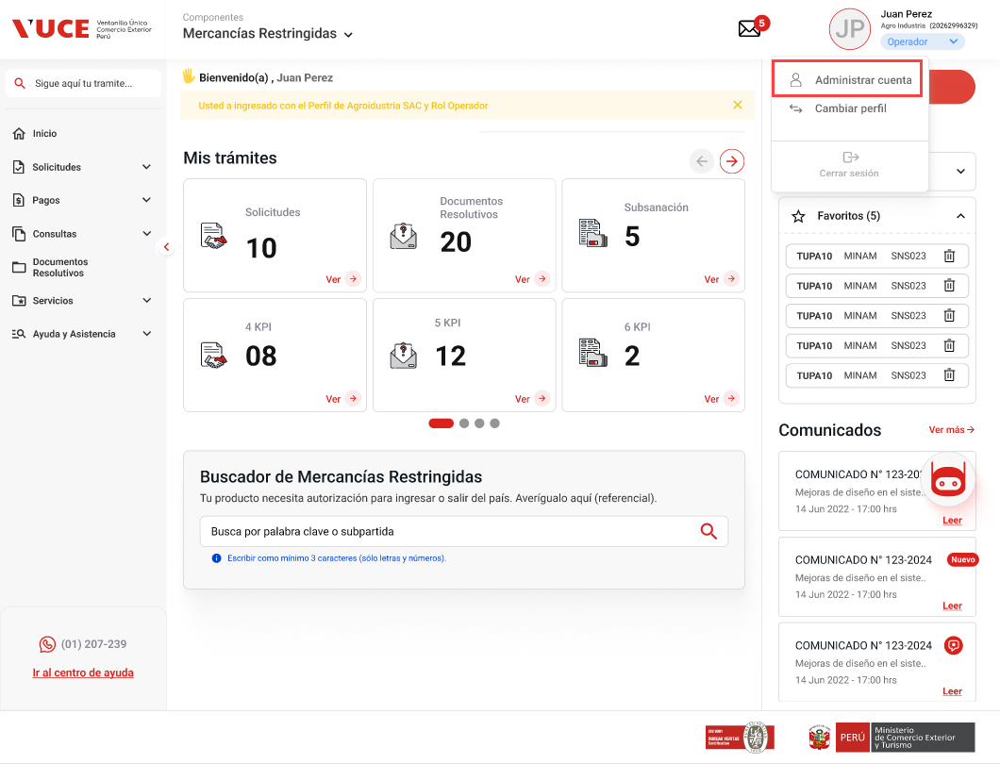 VUCE
Ventanilla Única
Comercio Exterior
Perú
Componentes
Mercancías Restringidas
5
JP
Juan Perez
Agro Industria (20262996329)
Operador
Administrar cuenta
Cambiar perfil
Cerrar sesión
Sigue aquí tu tramite...
Inicio
Solicitudes
Pagos
Consultas
Documentos
Resolutivos
Servicios
Ayuda y Asistencia
(01) 207-239
Ir al centro de ayuda
Bienvenido(a) , Juan Perez
Usted a ingresado con el Perfil de Agroidustria SAC y Rol Operador
Mis trámites
Solicitudes
10
Ver
Documentos
Resolutivos
20
Ver
Subsanación
5
Ver
4 KPI
08
Ver
5 KPI
12
Ver
6 KPI
2
Ver
Buscador de Mercancías Restringidas
Tu producto necesita autorización para ingresar o salir del país. Averígualo aquí (referencial).
Busca por palabra clave o subpartida
Escribir como mínimo 3 caracteres (sólo letras y números).
Favoritos (5)
TUPA10 MINAM SNS023
TUPA10 MINAM SNS023
TUPA10 MINAM SNS023
TUPA10 MINAM SNS023
TUPA10 MINAM SNS023
Comunicados
Ver más
COMUNICADO N° 123-202
Mejoras de diseño en el siste..
14 Jun 2022 - 17:00 hrs
Leer
COMUNICADO N° 123-2024
Nuevo
Mejoras de diseño en el siste..
14 Jun 2022 - 17:00 hrs
Leer
COMUNICADO N° 123-2024
Mejoras de diseño en el siste..
14 Jun 2022 - 17:00 hrs
Leer
ISO 9001
BUREAU VERITAS
Certification
PERÚ
Ministerio
de Comercio Exterior
y Turismo